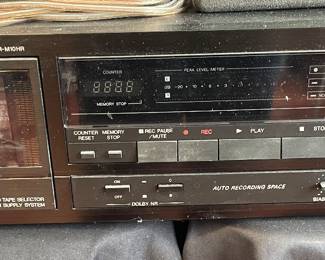 -M10HR
COUNTER
PEAK LEVEL METER
8888
L
R
MEMORY STOP
COUNTER RESET
MEMORY STOP
REC PAUSE /MUTE
REC
PLAY
STO
TAPE SELECTOR
SUPPLY SYSTEM
ON
OFF
DOLBY NR
AUTO RECORDING SPACE
BIAS